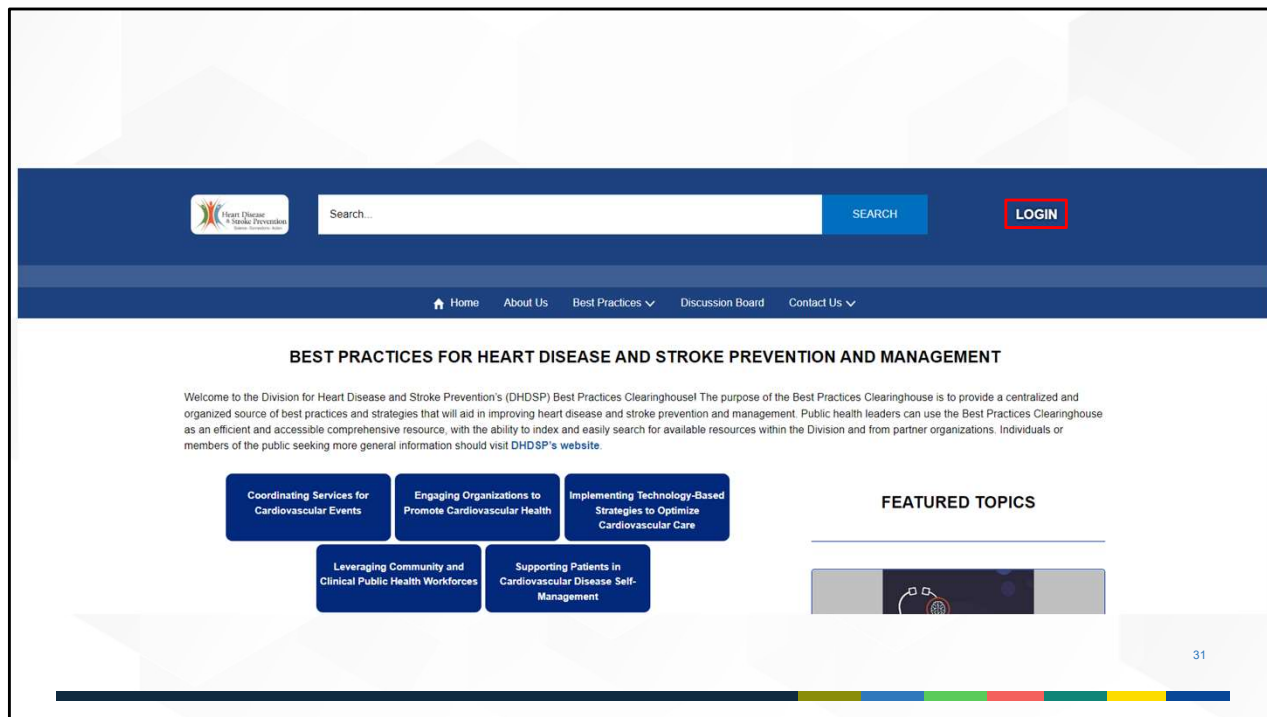 Heart Disease
& Stroke Prevention
Search...
SEARCH
LOGIN
Home About Us Best Practices Discussion Board Contact Us
BEST PRACTICES FOR HEART DISEASE AND STROKE PREVENTION AND MANAGEMENT
Welcome to the Division for Heart Disease and Stroke Prevention's (DHDSP) Best Practices Clearinghouse! The purpose of the Best Practices Clearinghouse is to provide a centralized and
organized source of best practices and strategies that will aid in improving heart disease and stroke prevention and management. Public health leaders can use the Best Practices Clearinghouse
as an efficient and accessible comprehensive resource, with the ability to index and easily search for available resources within the Division and from partner organizations. Individuals or
members of the public seeking more general information should visit DHDSP's website.
Coordinating Services for
Cardiovascular Events
Engaging Organizations to
Promote Cardiovascular Health
Implementing Technology-Based
Strategies to Optimize
Cardiovascular Care
Leveraging Community and
Clinical Public Health Workforces
Supporting Patients in
Cardiovascular Disease Self-
Management
FEATURED TOPICS
31